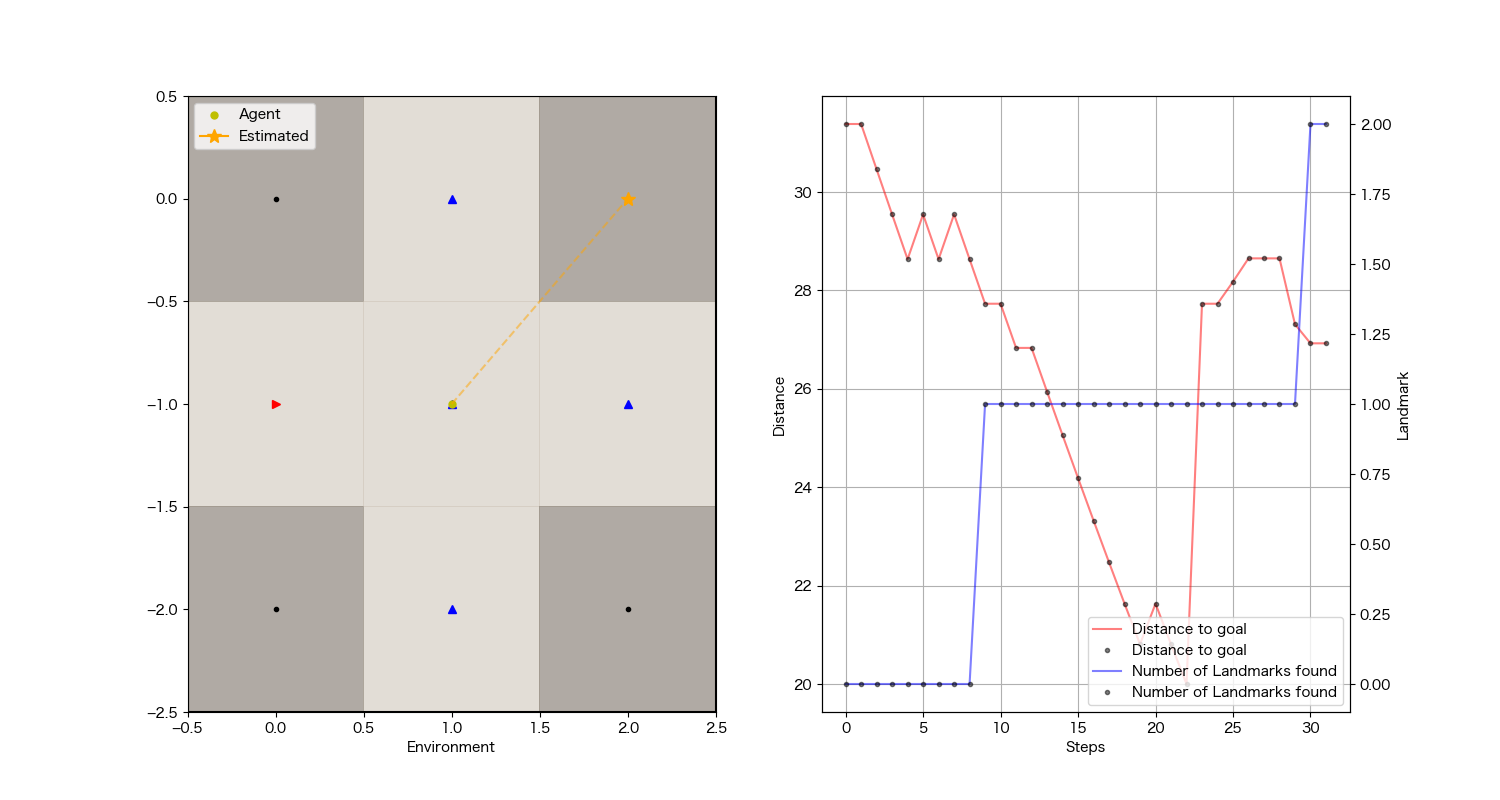 Agent
Estimated
0.5
0.0
−0.5
−1.0
−1.5
−2.0
−2.5
−0.5 0.0 0.5 1.0 1.5 2.0 2.5
Environment
Distance
30
28
26
24
22
20
0 5 10 15 20 25 30
Steps
Distance to goal
Distance to goal
Number of Landmarks found
Number of Landmarks found
2.00
1.75
1.50
1.25
1.00
0.75
0.50
0.25
0.00
Landmark